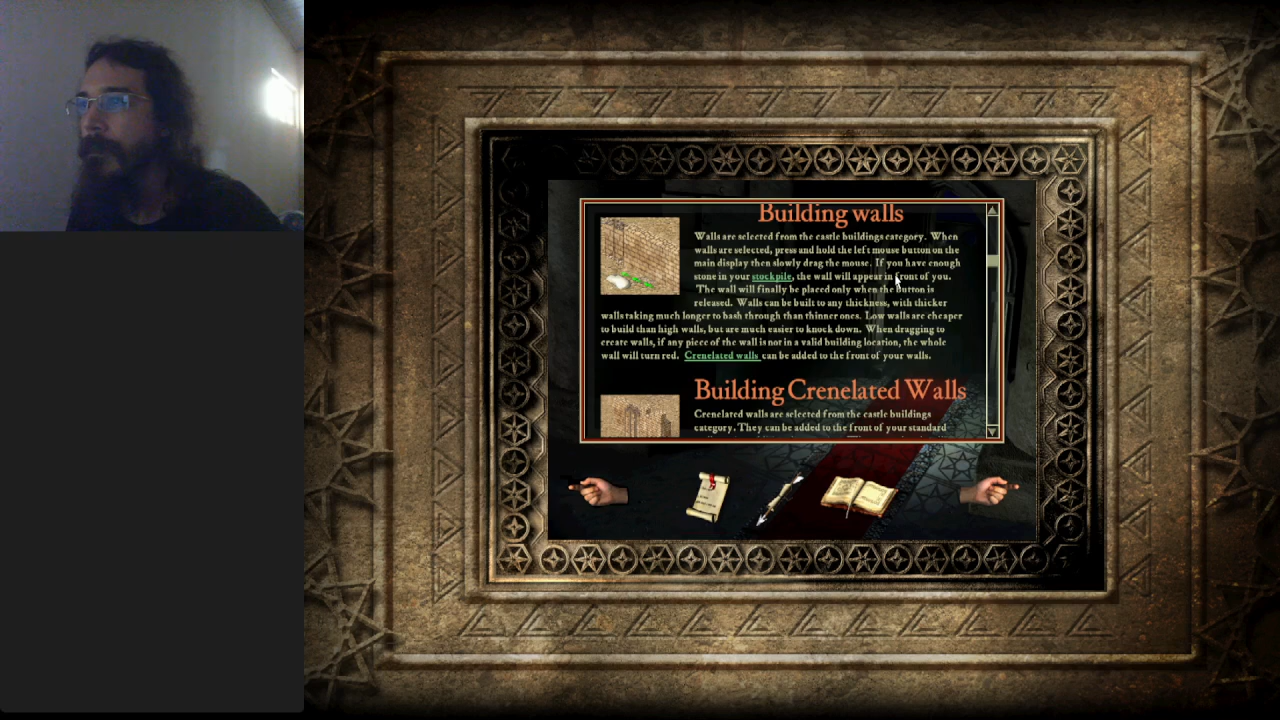 Building walls
Walls are selected from the castle buildings category. When
walls are selected, press and hold the left mouse button on the
main display then slowly drag the mouse. If you have enough
stone in your stockpile, the wall will appear in front of you.
The wall will finally be placed only when the button is
released. Walls can be built to any thickness, with thicker
walls taking much longer to bash through than thinner ones. Low walls are cheaper
to build than high walls, but are much easier to knock down. When dragging to
create walls, if any piece of the wall is not in a valid building location, the whole
wall will turn red. Crenelated walls can be added to the front of your walls.
Building Crenelated Walls
Crenelated walls are selected from the castle buildings
category. They can be added to the front of your standard